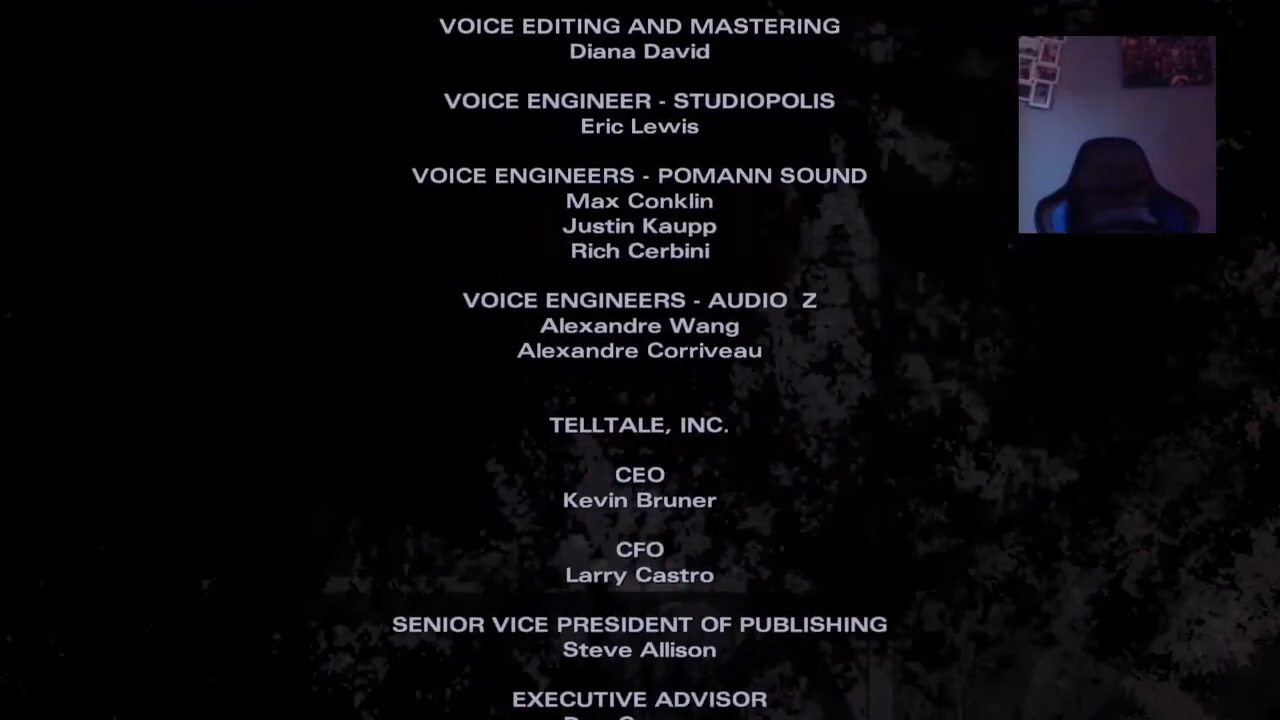 VOICE EDITING AND MASTERING
Diana David
VOICE ENGINEER - STUDIOPOLIS
Eric Lewis
VOICE ENGINEERS - POMANN SOUND
Max Conklin
Justin Kaupp
Rich Cerbini
VOICE ENGINEERS - AUDIO Z
Alexandre Wang
Alexandre Corriveau
TELLTALE, INC.
CEO
Kevin Bruner
CFO
Larry Castro
SENIOR VICE PRESIDENT OF PUBLISHING
Steve Allison
EXECUTIVE ADVISOR